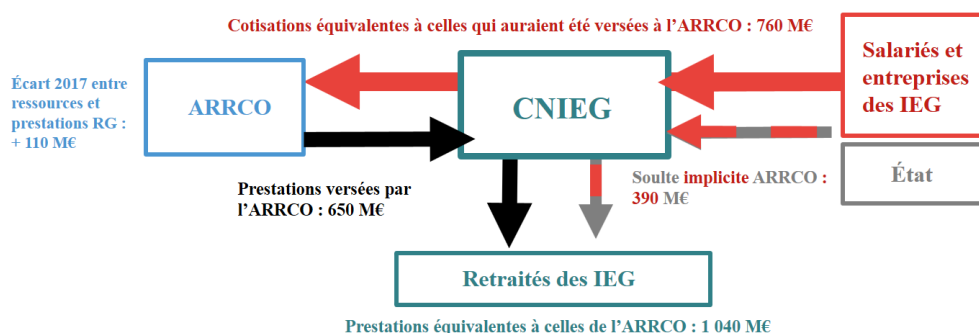 Cotisations équivalentes à celles qui auraient été versées à l'ARRCO : 760 M€
Écart 2017 entre
ressources et
prestations RG :
+ 110 M€
ARRCO
CNIEG
Salariés et
entreprises
des IEG
État
Prestations versées par
l'ARRCO : 650 M€
Soulte implicite ARRCO :
390 M€
Retraités des IEG
Prestations équivalentes à celles de l'ARRCO : 1 040 M€